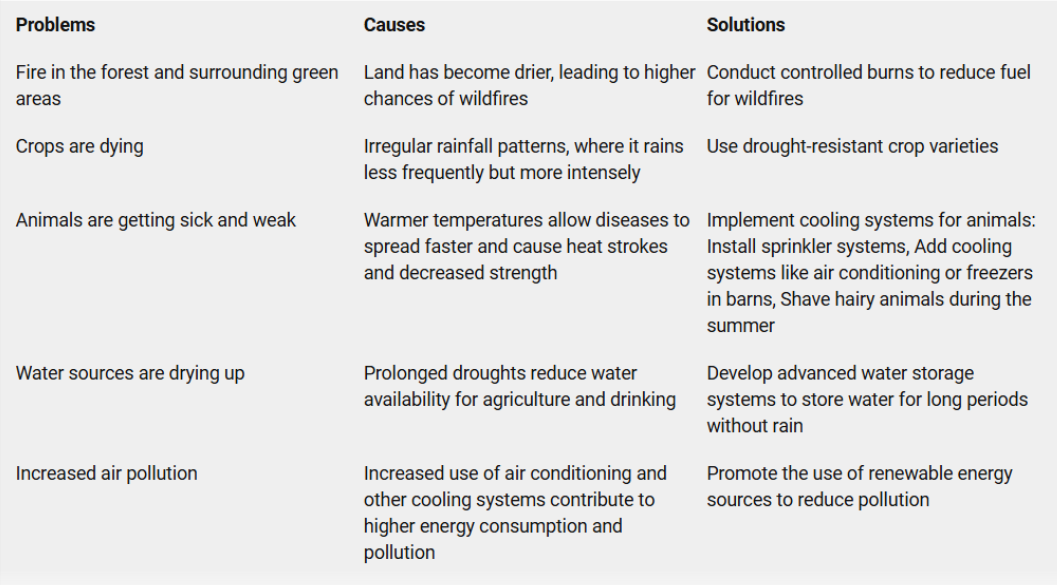 Problems
Causes
Solutions
Fire in the forest and surrounding green
areas
Land has become drier, leading to higher
chances of wildfires
Conduct controlled burns to reduce fuel
for wildfires
Crops are dying
Irregular rainfall patterns, where it rains
less frequently but more intensely
Use drought-resistant crop varieties
Animals are getting sick and weak
Warmer temperatures allow diseases to
spread faster and cause heat strokes
and decreased strength
Implement cooling systems for animals:
Install sprinkler systems, Add cooling
systems like air conditioning or freezers
in barns, Shave hairy animals during the
summer
Water sources are drying up
Prolonged droughts reduce water
availability for agriculture and drinking
Develop advanced water storage
systems to store water for long periods
without rain
Increased air pollution
Increased use of air conditioning and
other cooling systems contribute to
higher energy consumption and
pollution
Promote the use of renewable energy
sources to reduce pollution